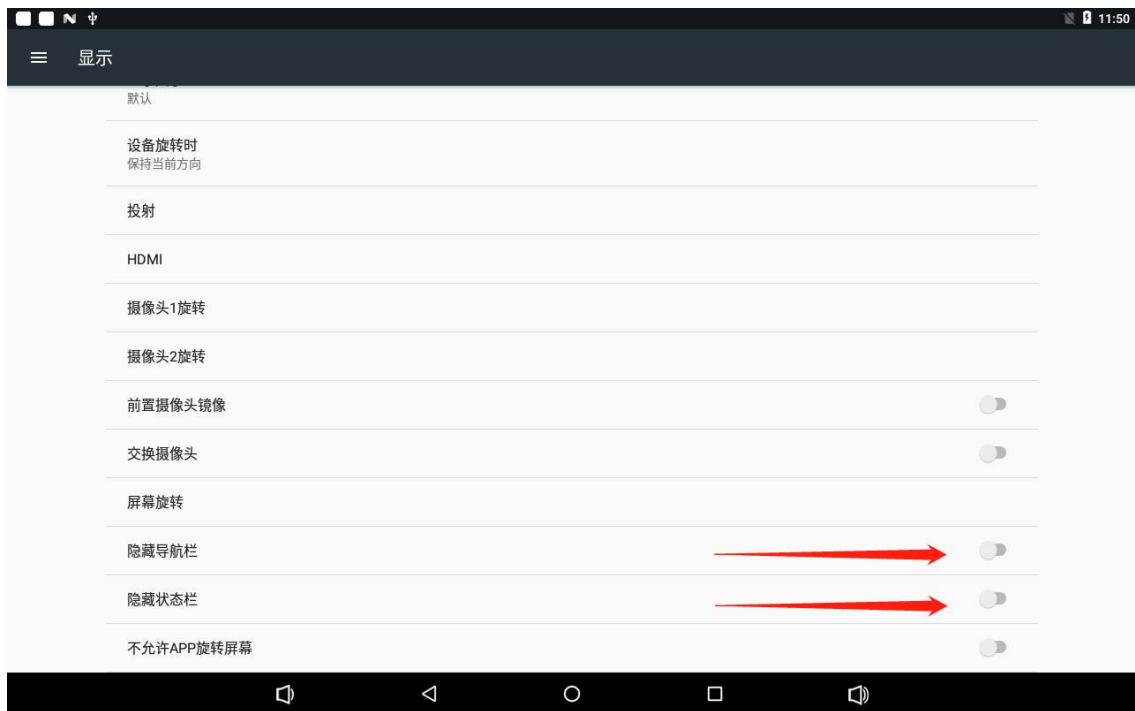 11:50
显示
默认
设备旋转时
保持当前方向
投射
HDMI
摄像头1旋转
摄像头2旋转
前置摄像头镜像
交换摄像头
屏幕旋转
隐藏导航栏
隐藏状态栏
不允许APP旋转屏幕